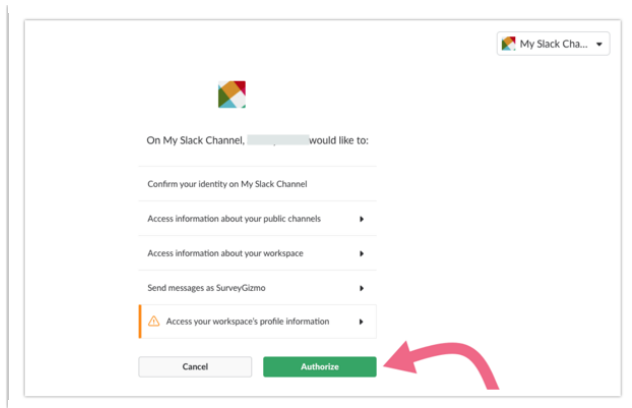 My Slack Cha...
On My Slack Channel, would like to:
Confirm your identity on My Slack Channel
Access information about your public channels
Access information about your workspace
Send messages as SurveyGizmo
Access your workspace's profile information
Cancel
Authorize